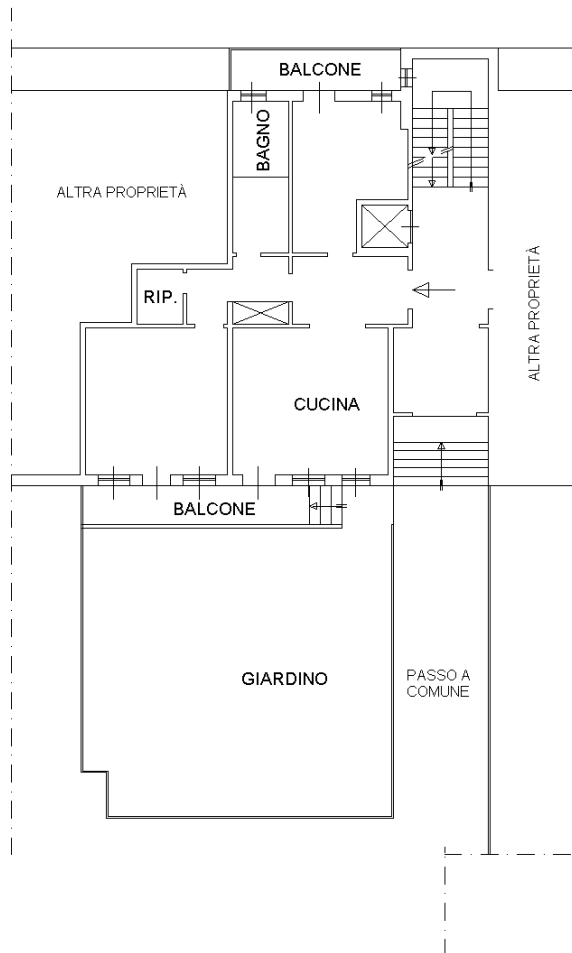 BALCONE
BAGNO
ALTRA PROPRIETÀ
ALTRA PROPRIETÀ
RIP.
CUCINA
BALCONE
GIARDINO
PASSO A
COMUNE